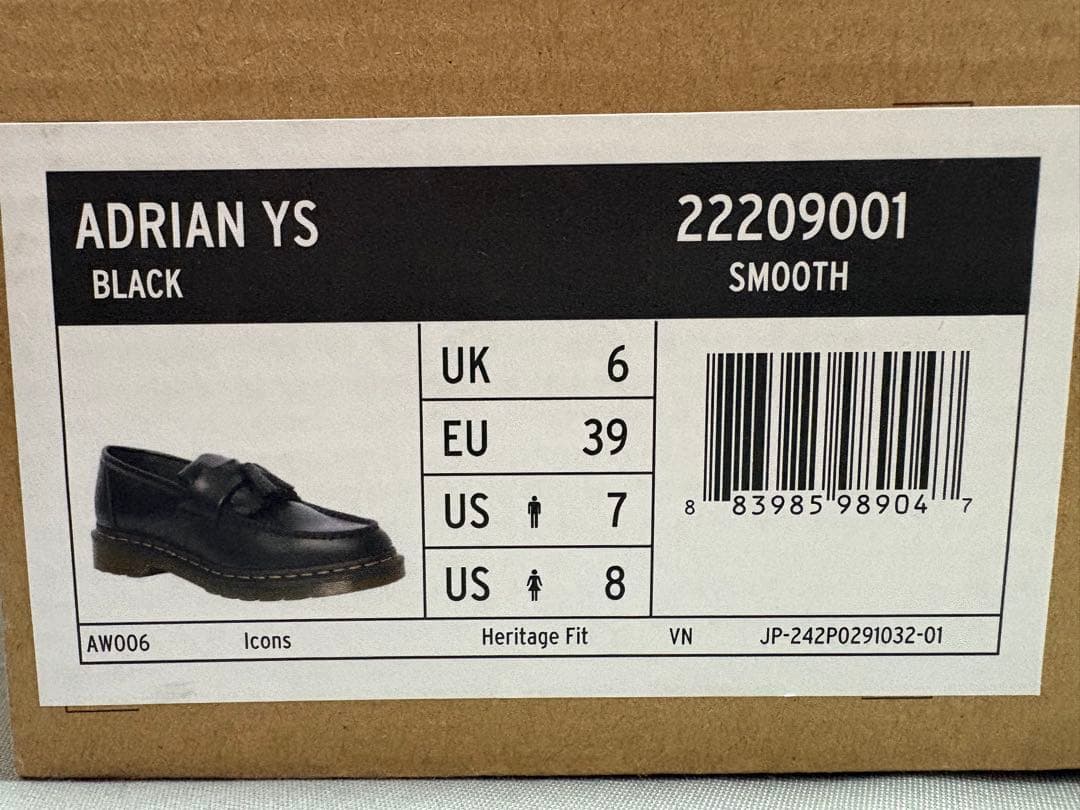 ADRIAN YS
BLACK
22209001
SMOOTH
UK 6
EU 39
US 7
US 8
8 83985 98904 7
AW006 Icons Heritage Fit VN JP-242P0291032-01